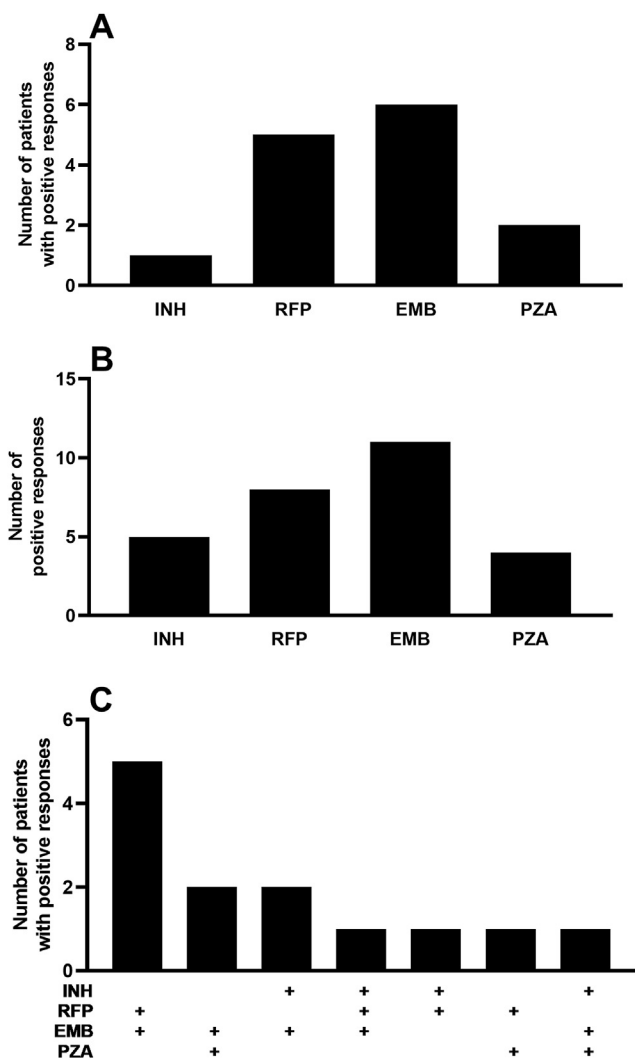 A
Number of patients
with positive responses
8
6
4
2
0
INH RFP EMB PZA
B
Number of
positive responses
15
10
5
0
INH RFP EMB PZA
C
Number of patients
with positive responses
6
4
2
0
INH + + + +
RFP + + + +
EMB + + + + +
PZA + + +